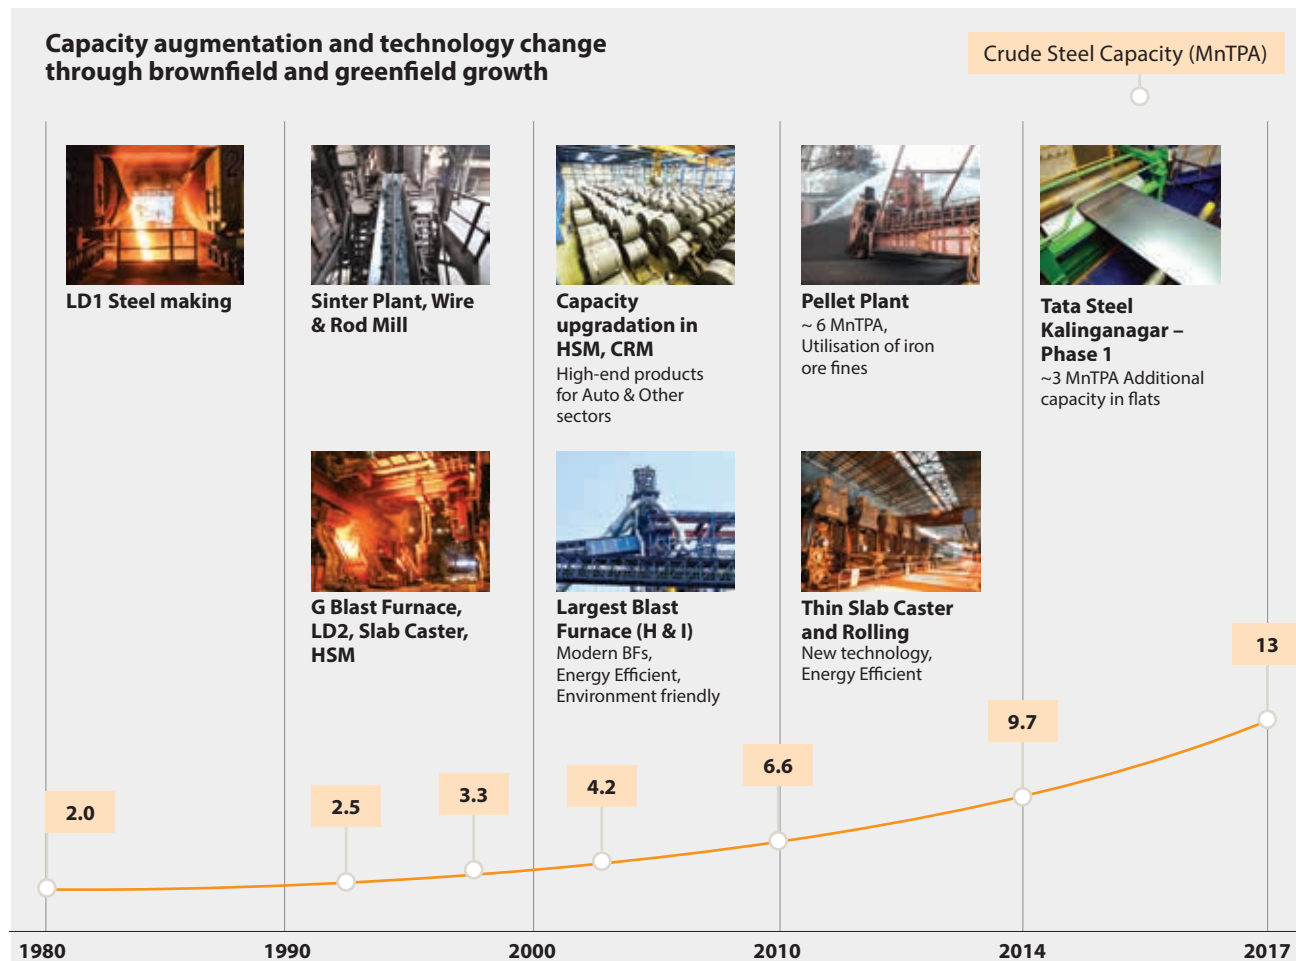 Capacity augmentation and technology change
through brownfield and greenfield growth
Crude Steel Capacity (MnTPA)
LD1 Steel making
Sinter Plant, Wire
& Rod Mill
Capacity
upgradation in
HSM, CRM
High-end products
for Auto & Other
sectors
Pellet Plant
~ 6 MnTPA,
Utilisation of iron
ore fines
Tata Steel
Kalinganagar –
Phase 1
~3 MnTPA Additional
capacity in flats
G Blast Furnace,
LD2, Slab Caster,
HSM
Largest Blast
Furnace (H & I)
Modern BFs,
Energy Efficient,
Environment friendly
Thin Slab Caster
and Rolling
New technology,
Energy Efficient
2.0
2.5
3.3
4.2
6.6
9.7
13
1980
1990
2000
2010
2014
2017